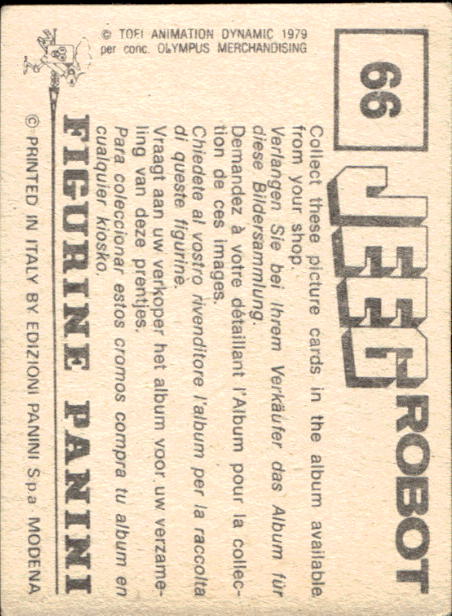 © TOEI ANIMATION DYNAMIC 1979
per conc. OLYMPUS MERCHANDISING
66
JEEG ROBOT
Collect these picture cards in the album available
from your shop.
Verlangen Sie bei Ihrem Verkäufer das Album für
diese Bildersammlung.
Demandez à votre détaillant l'Album pour la collec-
tion de ces images.
Chiedete al vostro rivenditore l'album per la raccolta
di queste figurine.
Vraagt aan uw verkoper het album voor uw verzame-
ling van deze prentjes.
Para coleccionar estos cromos compra tu album en
cualquier kiosko.
FIGURINE PANINI
© PRINTED IN ITALY BY EDIZIONI PANINI S.p.a MODENA